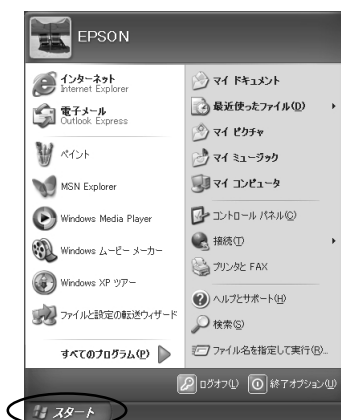 EPSON
インターネット
Internet Explorer
電子メール
Outlook Express
ペイント
MSN Explorer
Windows Media Player
Windows ムービー メーカー
Windows XP ツアー
ファイルと設定の転送ウィザード
すべてのプログラム(P)
マイ ドキュメント
最近使ったファイル(D)
マイ ピクチャ
マイ ミュージック
マイ コンピュータ
コントロール パネル(C)
接続(T)
プリンタと FAX
ヘルプとサポート(H)
検索(S)
ファイル名を指定して実行(R)...
ログオフ(L)
終了オプション(U)
スタート